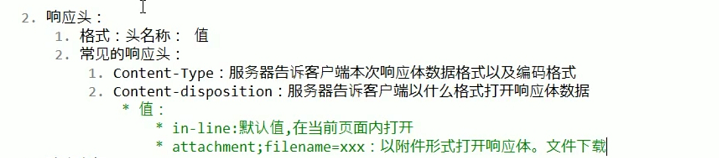 2. 响应头：
1. 格式：头名称： 值
2. 常见的响应头：
1. Content-Type：服务器告诉客户端本次响应体数据格式以及编码格式
2. Content-disposition：服务器告诉客户端以什么格式打开响应体数据
* 值：
* in-line:默认值,在当前页面内打开
* attachment;filename=xxx：以附件形式打开响应体。文件下载